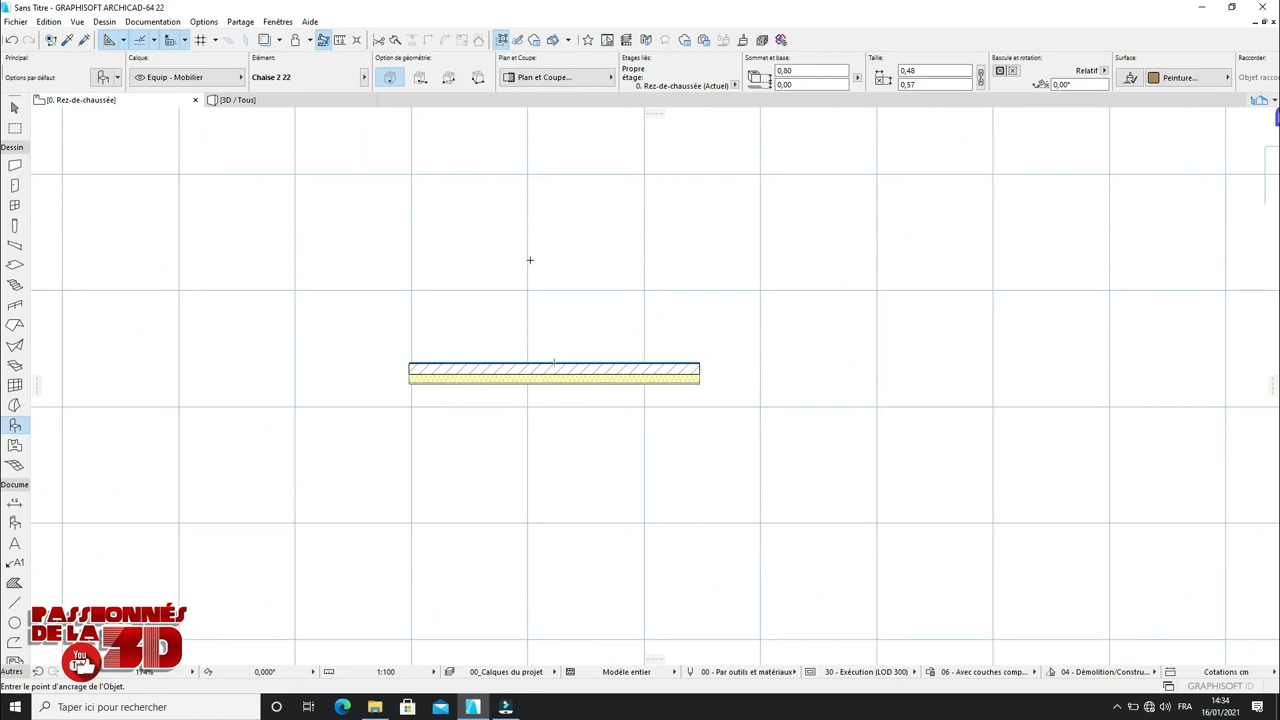 Sans Titre - GRAPHISOFT ARCHICAD-64 22
Fichier Edition Vue Dessin Documentation Options Partage Fenêtres Aide
Principal: Calque: Elément: Option de géométrie: Plan et Coupe: Etages liés: Sommet et base: Taille: Bascule et rotation: Surface: Raccorder:
Options par défaut Equip - Mobilier Chaise 2 22 Plan et Coupe... Propre étage: 0. Rez-de-chaussée (Actuel) 0,80 0,00 0,48 0,57 Relatif 0,00° Peinture... Objet racco
[0. Rez-de-chaussée] [3D / Tous]
Dessin
Docume
A
A1
PASSIONNÉS
DE LA 3D
You
Tube
Autres 174% 0,000° 1:100 00_Calques du projet Modèle entier 0 - Par outils et matériaux* 30 - Exécution (LOD 300) 06 - Avec couches comp... 04 - Démolition/Constru... Cotations cm
Entrer le point d'ancrage de l'Objet.
GRAPHISOFT ID
Taper ici pour rechercher
FRA
14:34
16/01/2021